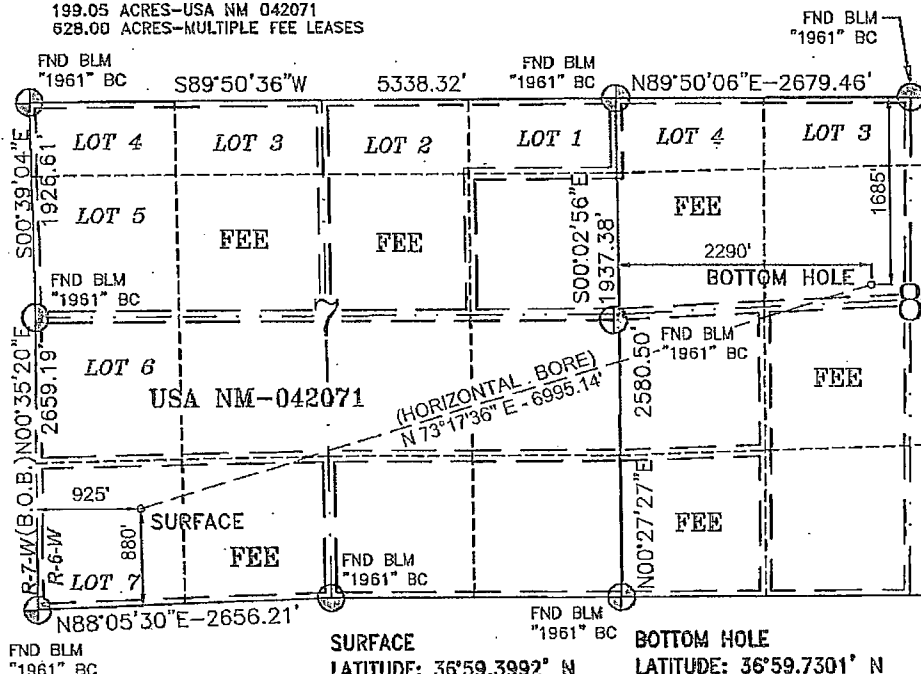 199.05 ACRES-USA NM 042071
628.00 ACRES-MULTIPLE FEE LEASES
FND BLM
"1961" BC
S89°50'36"W 5338.32'
FND BLM
"1961" BC
N89°50'06"E-2679.46'
FND BLM
"1961" BC
LOT 4
LOT 3
LOT 2
LOT 1
LOT 4
LOT 3
S00°39'04"E
1926.61'
LOT 5
FEE
FEE
S00°02'56"E
1937.38'
FEE
1685'
2290'
BOTTOM HOLE
FND BLM
"1961" BC
FND BLM
"1961" BC
LOT 6
USA NM-042071
(HORIZONTAL BORE)
N 73°17'36" E - 6995.14'
2580.50'
FEE
R-7-W(B.O.B.)N00°35'20"E
2659.19'
R-6-W
925'
SURFACE
880'
LOT 7
FEE
FND BLM
"1961" BC
N00°27'27"E
FEE
N88°05'30"E-2656.21'
FND BLM
"1961" BC
FND BLM
"1961" BC
SURFACE
LATITUDE: 36°59.3992' N
BOTTOM HOLE
LATITUDE: 36°59.7301' N